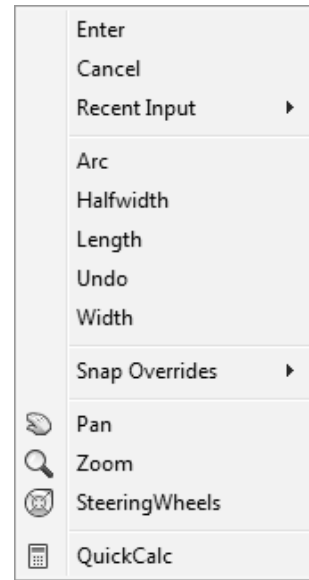 Enter
Cancel
Recent Input
Arc
Halfwidth
Length
Undo
Width
Snap Overrides
Pan
Zoom
SteeringWheels
QuickCalc